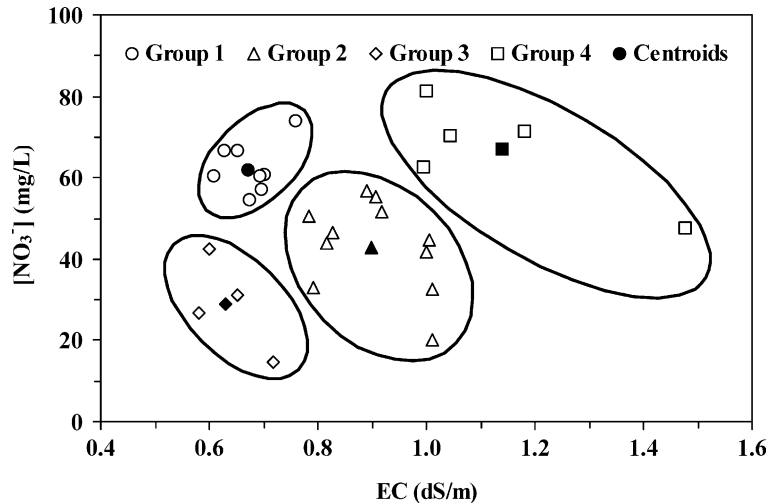 100
Group 1 Group 2 Group 3 Group 4 Centroids
80
60
40
20
0
[NO₃⁻] (mg/L)
0.4 0.6 0.8 1.0 1.2 1.4 1.6
EC (dS/m)